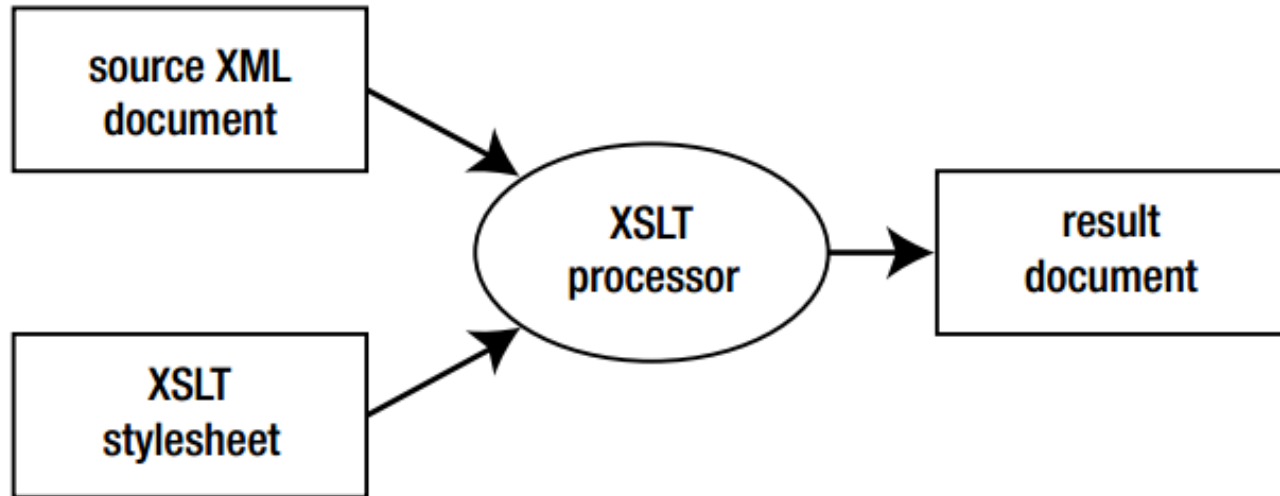 source XML
document
XSLT
processor
result
document
XSLT
stylesheet